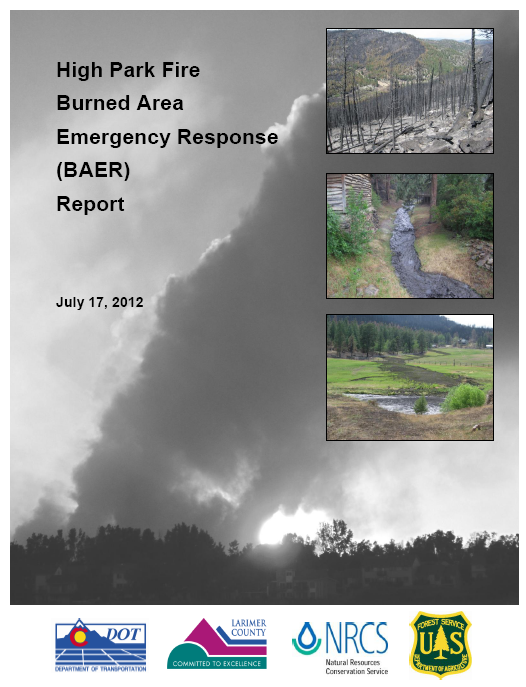 High Park Fire
Burned Area
Emergency Response
(BAER)
Report
July 17, 2012
DOT
DEPARTMENT OF TRANSPORTATION
LARIMER
COUNTY
COMMITTED TO EXCELLENCE
NRCS
Natural Resources
Conservation Service
FOREST SERVICE
U S
DEPARTMENT OF AGRICULTURE